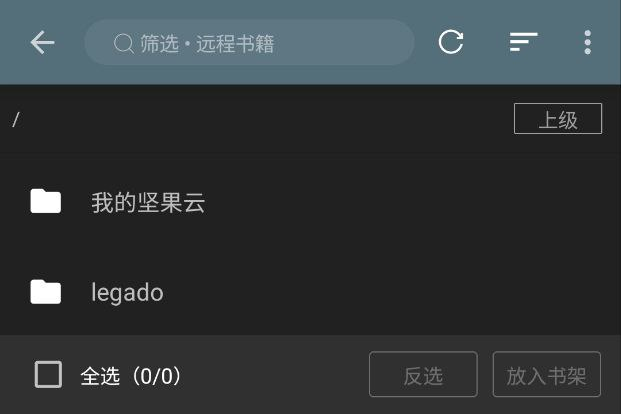 筛选 • 远程书籍
/
上级
我的坚果云
legado
全选（0/0）
反选
放入书架